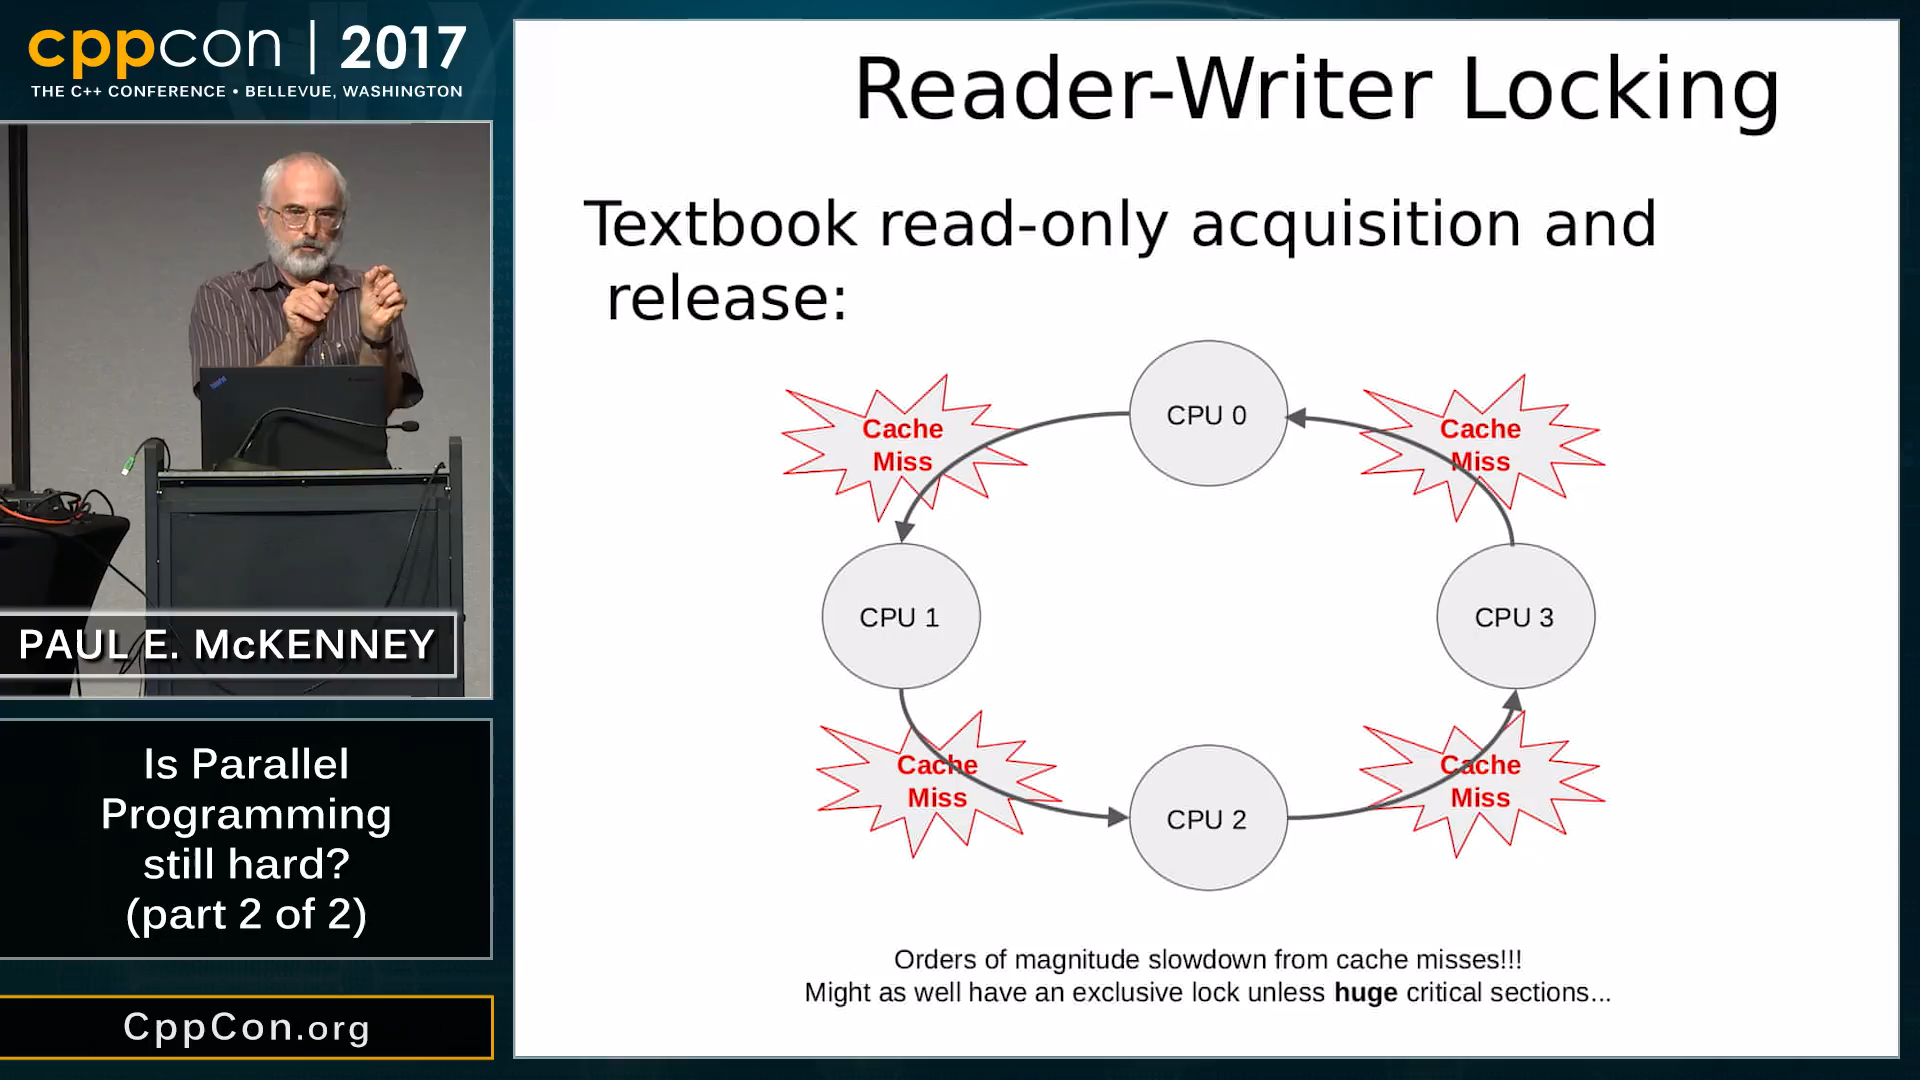 cppcon | 2017
THE C++ CONFERENCE • BELLEVUE, WASHINGTON
PAUL E. McKENNEY
Is Parallel
Programming
still hard?
(part 2 of 2)
CppCon.org
Reader-Writer Locking
Textbook read-only acquisition and
release:
CPU 0
Cache
Miss
Cache
Miss
CPU 1
CPU 3
Cache
Miss
Cache
Miss
CPU 2
Orders of magnitude slowdown from cache misses!!!
Might as well have an exclusive lock unless huge critical sections...